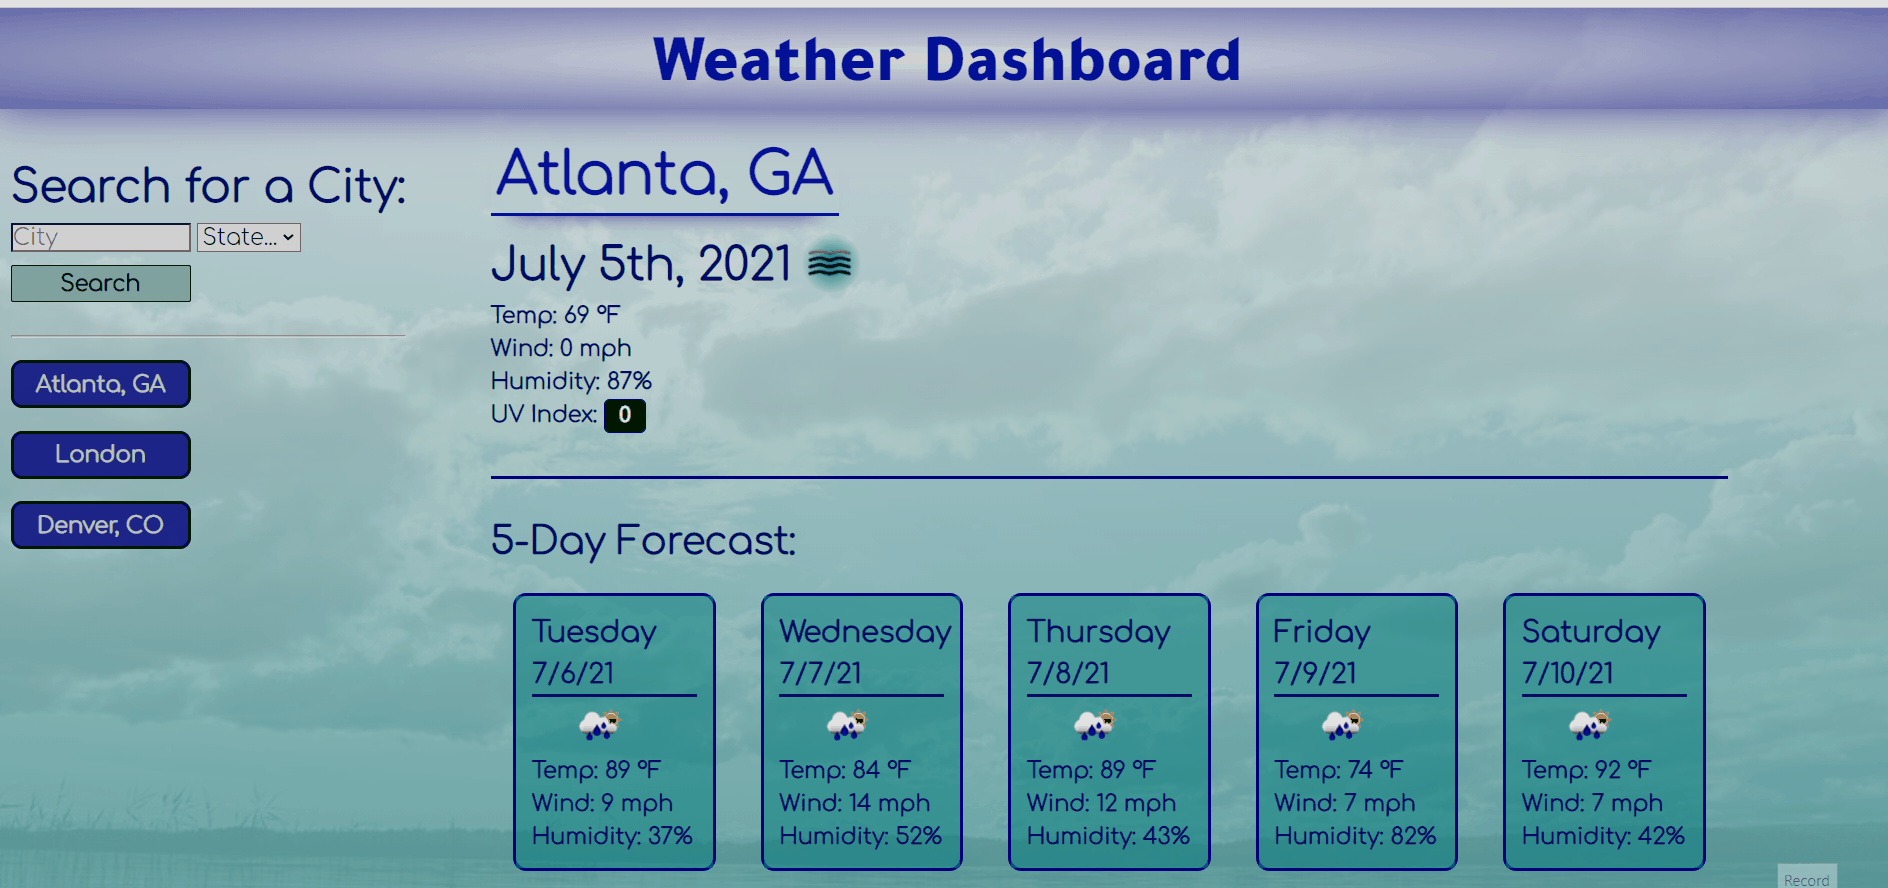 Weather Dashboard
Search for a City:
City
State...
Search
Atlanta, GA
London
Denver, CO
Atlanta, GA
July 5th, 2021
Temp: 69 °F
Wind: 0 mph
Humidity: 87%
UV Index: 0
5-Day Forecast:
Tuesday
7/6/21
Temp: 89 °F
Wind: 9 mph
Humidity: 37%
Wednesday
7/7/21
Temp: 84 °F
Wind: 14 mph
Humidity: 52%
Thursday
7/8/21
Temp: 89 °F
Wind: 12 mph
Humidity: 43%
Friday
7/9/21
Temp: 74 °F
Wind: 7 mph
Humidity: 82%
Saturday
7/10/21
Temp: 92 °F
Wind: 7 mph
Humidity: 42%
Record